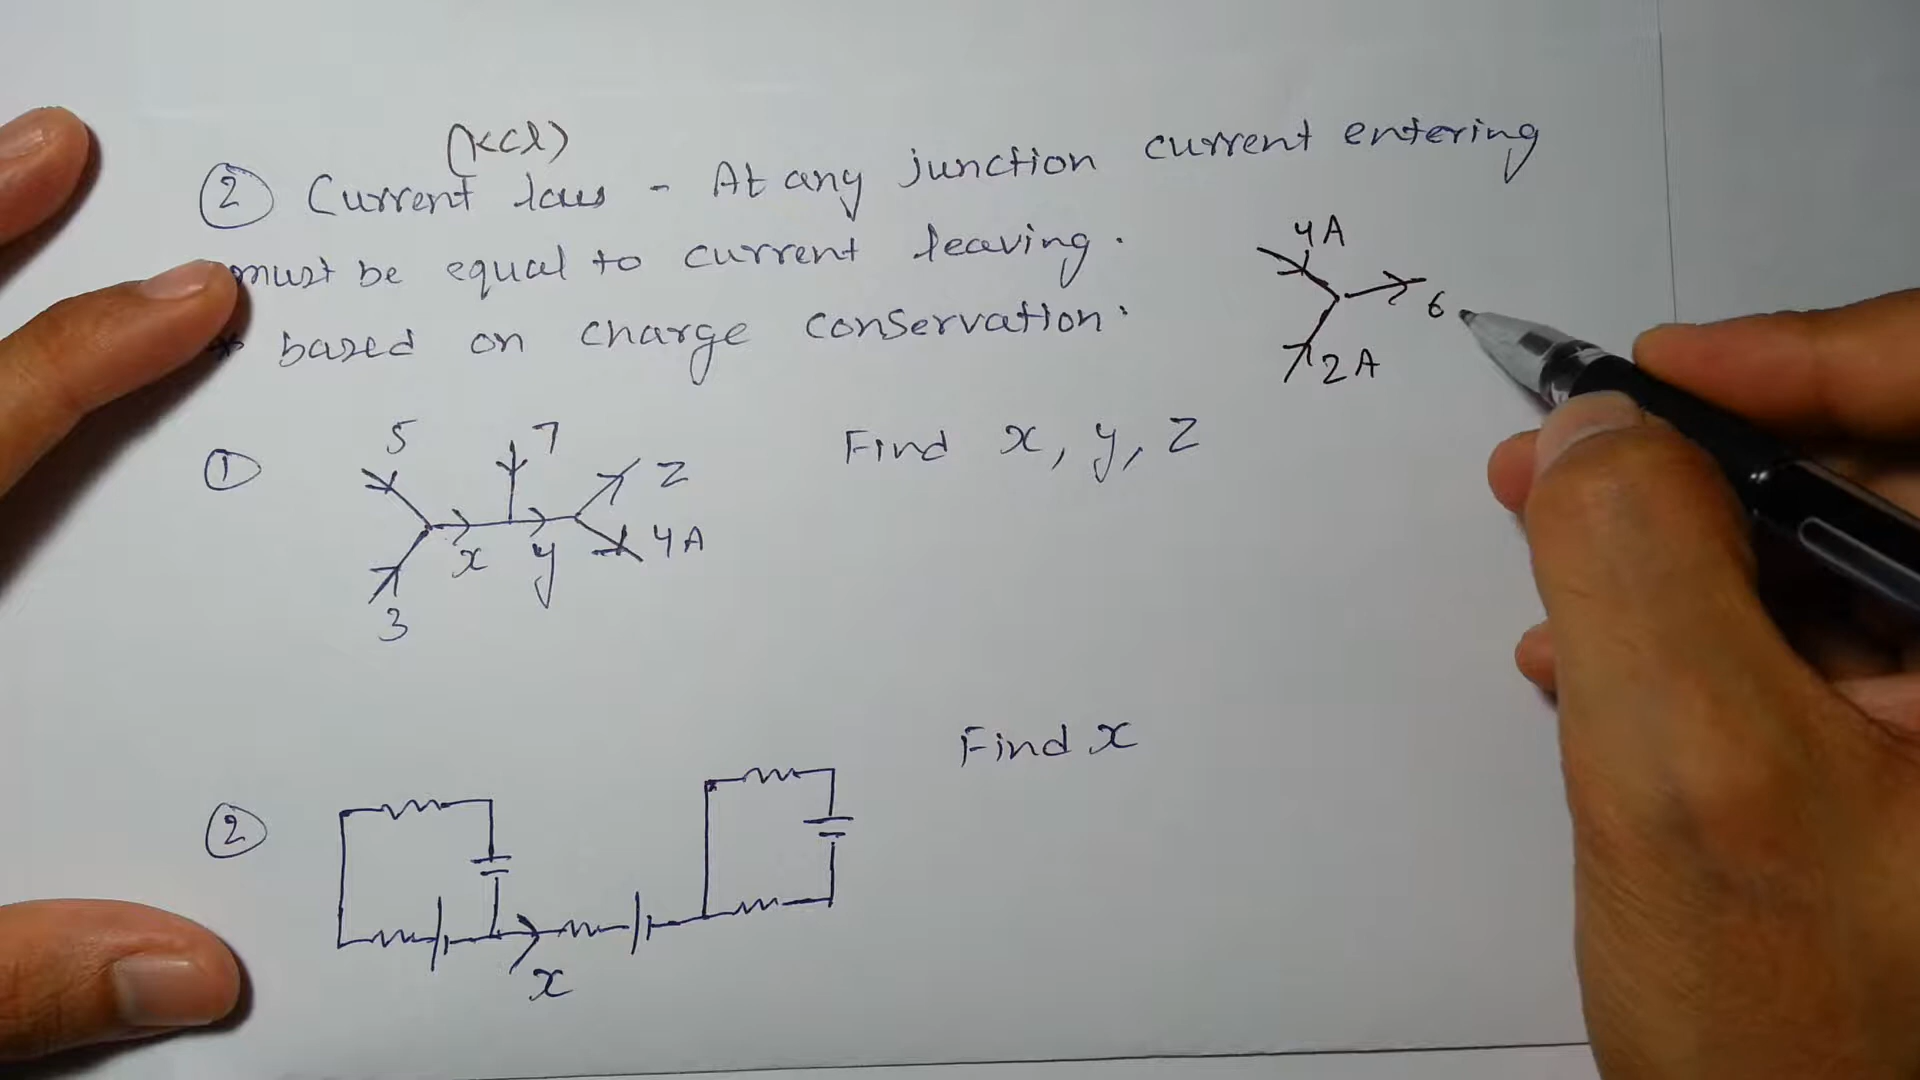 (KCl)
② Current law - At any junction current entering
must be equal to current leaving.
* based on charge conservation.
4A
6
2A
① 5 7 Find x, y, z
z
x y 4A
3
Find x
②
x